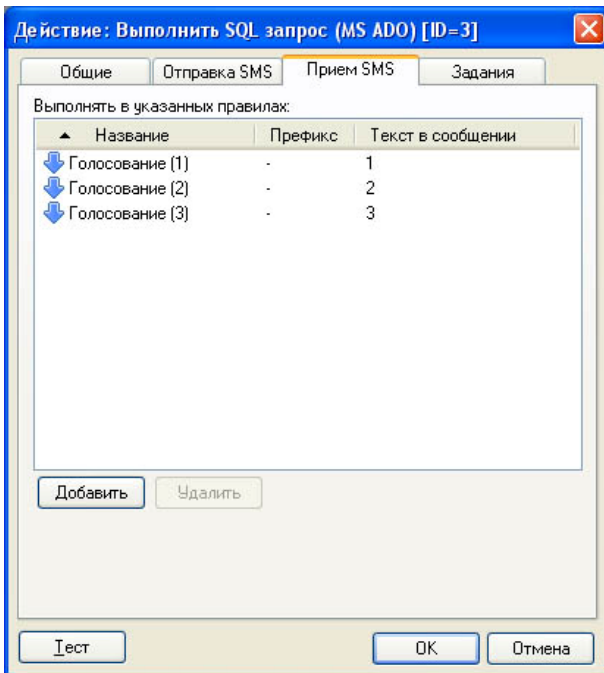 Действие: Выполнить SQL запрос (MS ADO) [ID=3]
Общие Отправка SMS Прием SMS Задания
Выполнять в указанных правилах:
Название Префикс Текст в сообщении
Голосование (1) - 1
Голосование (2) - 2
Голосование (3) - 3
Добавить Удалить
Тест OK Отмена